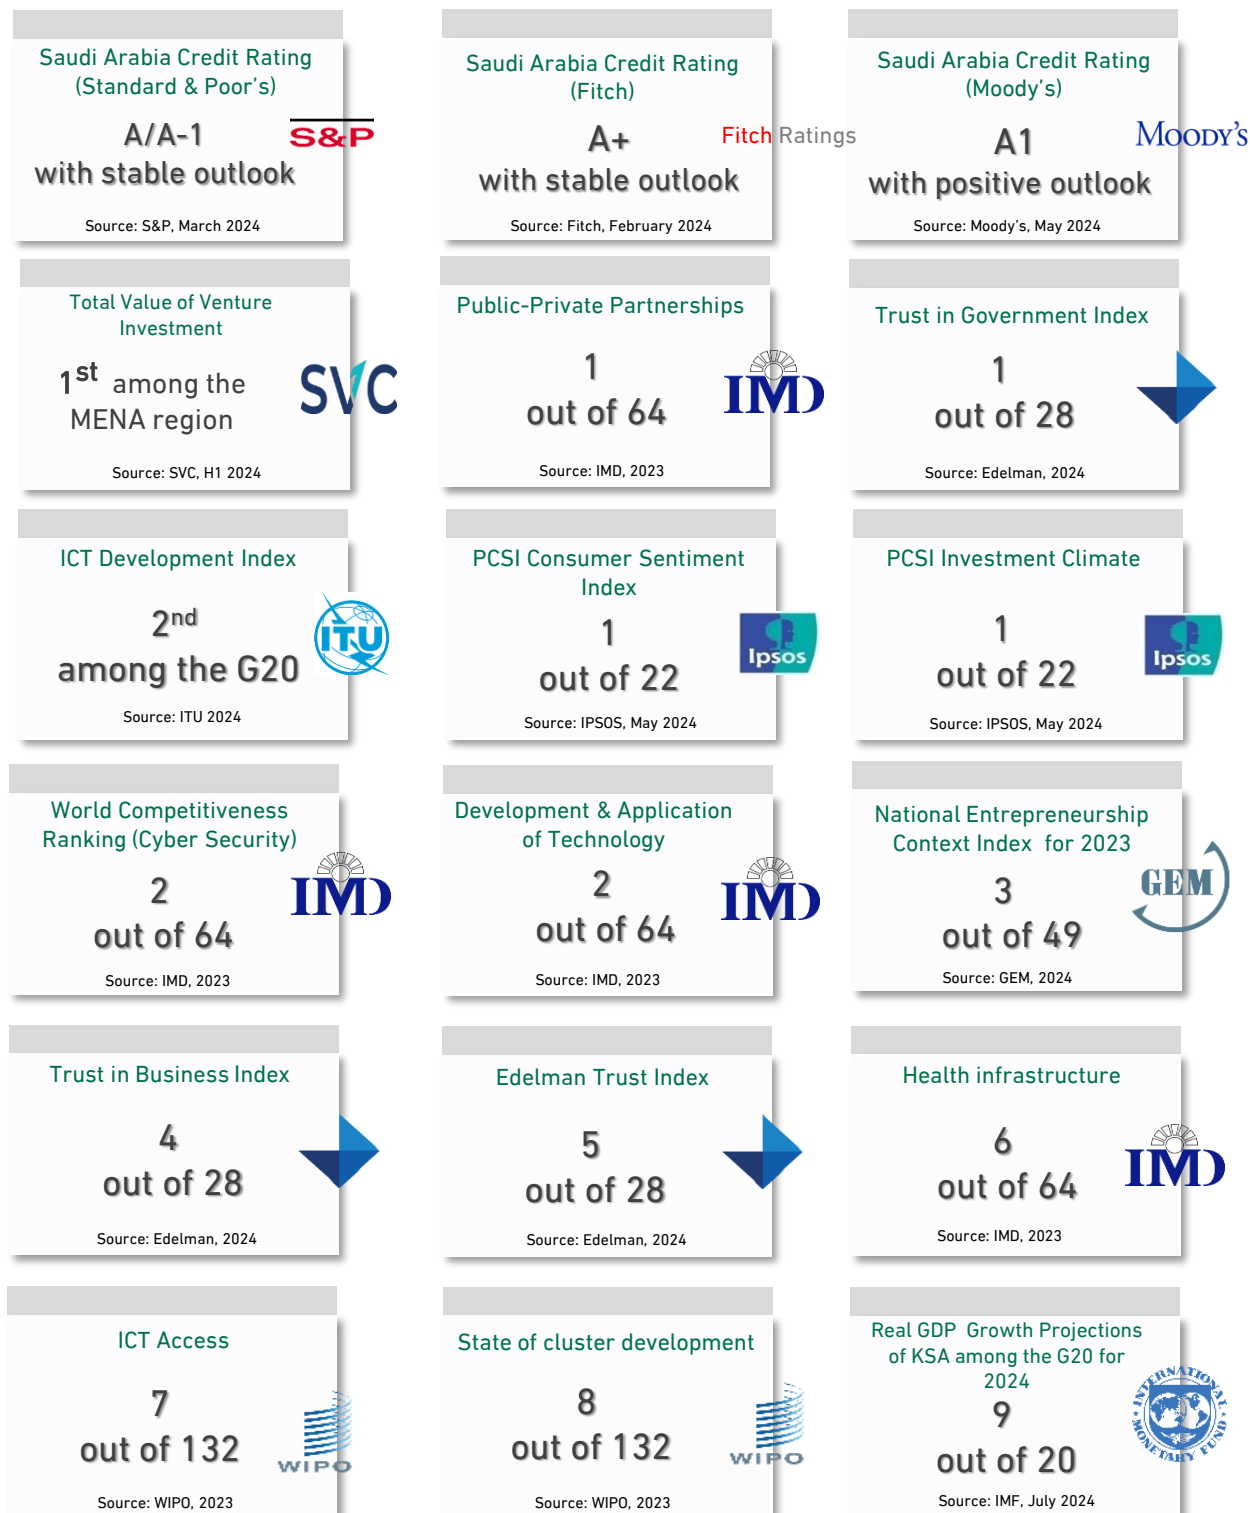 Saudi Arabia Credit Rating
(Standard & Poor's)
A/A-1
with stable outlook
S&P
Source: S&P, March 2024
Saudi Arabia Credit Rating
(Fitch)
A+
with stable outlook
Fitch Ratings
Source: Fitch, February 2024
Saudi Arabia Credit Rating
(Moody's)
A1
with positive outlook
MOODY'S
Source: Moody's, May 2024
Total Value of Venture
Investment
1st among the
MENA region
SVC
Source: SVC, H1 2024
Public-Private Partnerships
1
out of 64
IMD
Source: IMD, 2023
Trust in Government Index
1
out of 28
Source: Edelman, 2024
ICT Development Index
2nd
among the G20
ITU
Source: ITU 2024
PCSI Consumer Sentiment
Index
1
out of 22
Ipsos
Source: IPSOS, May 2024
PCSI Investment Climate
1
out of 22
Ipsos
Source: IPSOS, May 2024
World Competitiveness
Ranking (Cyber Security)
2
out of 64
IMD
Source: IMD, 2023
Development & Application
of Technology
2
out of 64
IMD
Source: IMD, 2023
National Entrepreneurship
Context Index for 2023
3
out of 49
GEM
Source: GEM, 2024
Trust in Business Index
4
out of 28
Source: Edelman, 2024
Edelman Trust Index
5
out of 28
Source: Edelman, 2024
Health infrastructure
6
out of 64
IMD
Source: IMD, 2023
ICT Access
7
out of 132
WIPO
Source: WIPO, 2023
State of cluster development
8
out of 132
WIPO
Source: WIPO, 2023
Real GDP Growth Projections
of KSA among the G20 for
2024
9
out of 20
INTERNATIONAL MONETARY FUND
Source: IMF, July 2024